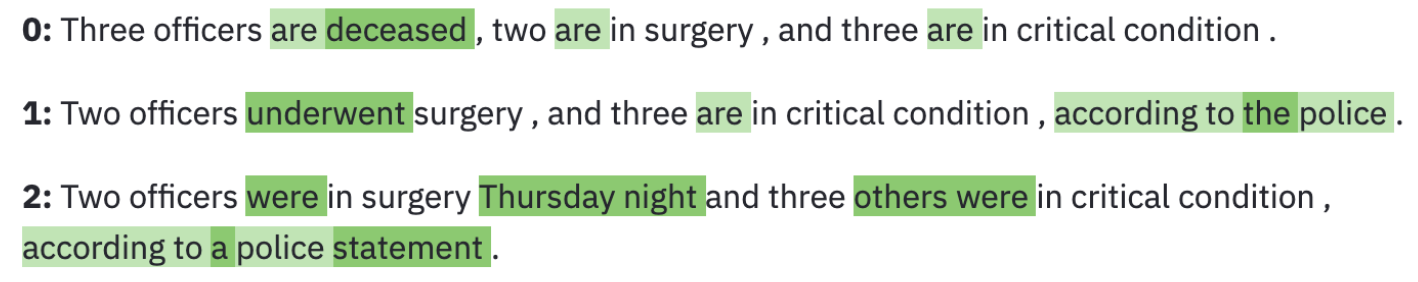 0: Three officers are deceased , two are in surgery , and three are in critical condition .
1: Two officers underwent surgery , and three are in critical condition , according to the police .
2: Two officers were in surgery Thursday night and three others were in critical condition ,
according to a police statement .